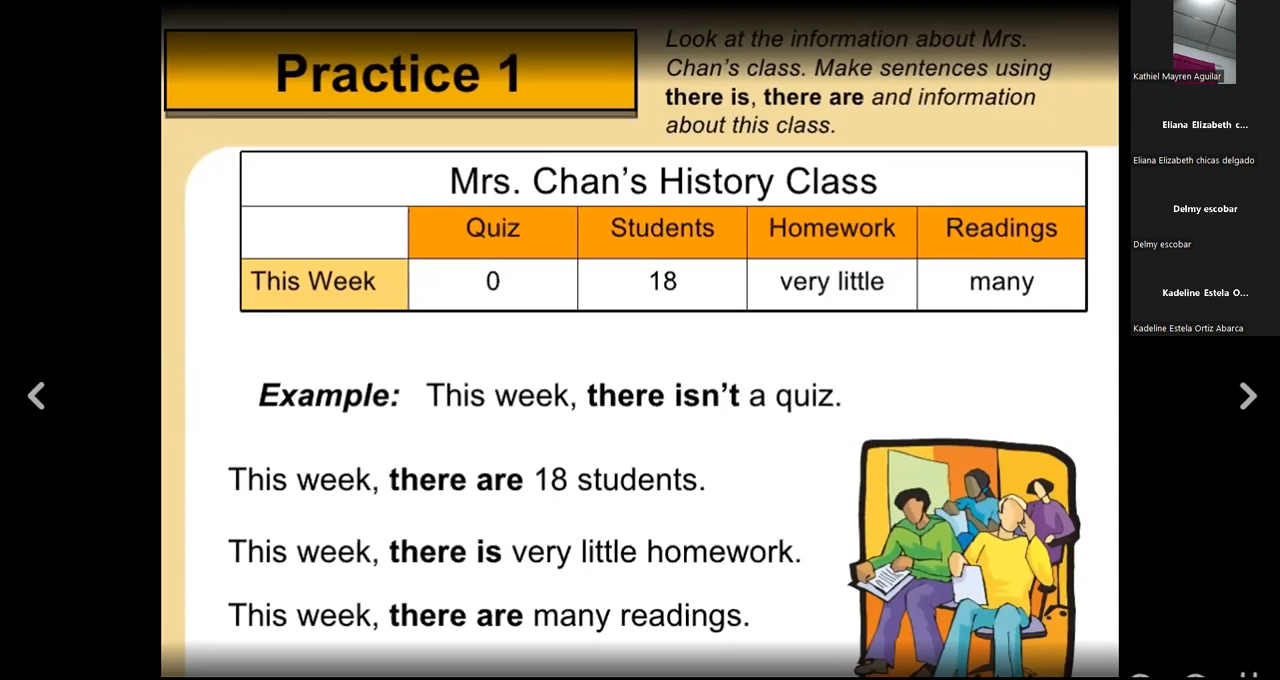 Practice 1
Look at the information about Mrs.
Chan's class. Make sentences using
there is, there are and information
about this class.
Mrs. Chan's History Class
Quiz Students Homework Readings
This Week 0 18 very little many
Example: This week, there isn't a quiz.
This week, there are 18 students.
This week, there is very little homework.
This week, there are many readings.
Kathiel Mayren Aguilar
Eliana Elizabeth c...
Eliana Elizabeth chicas delgado
Delmy escobar
Delmy escobar
Kadeline Estela O...
Kadeline Estela Ortiz Abarca